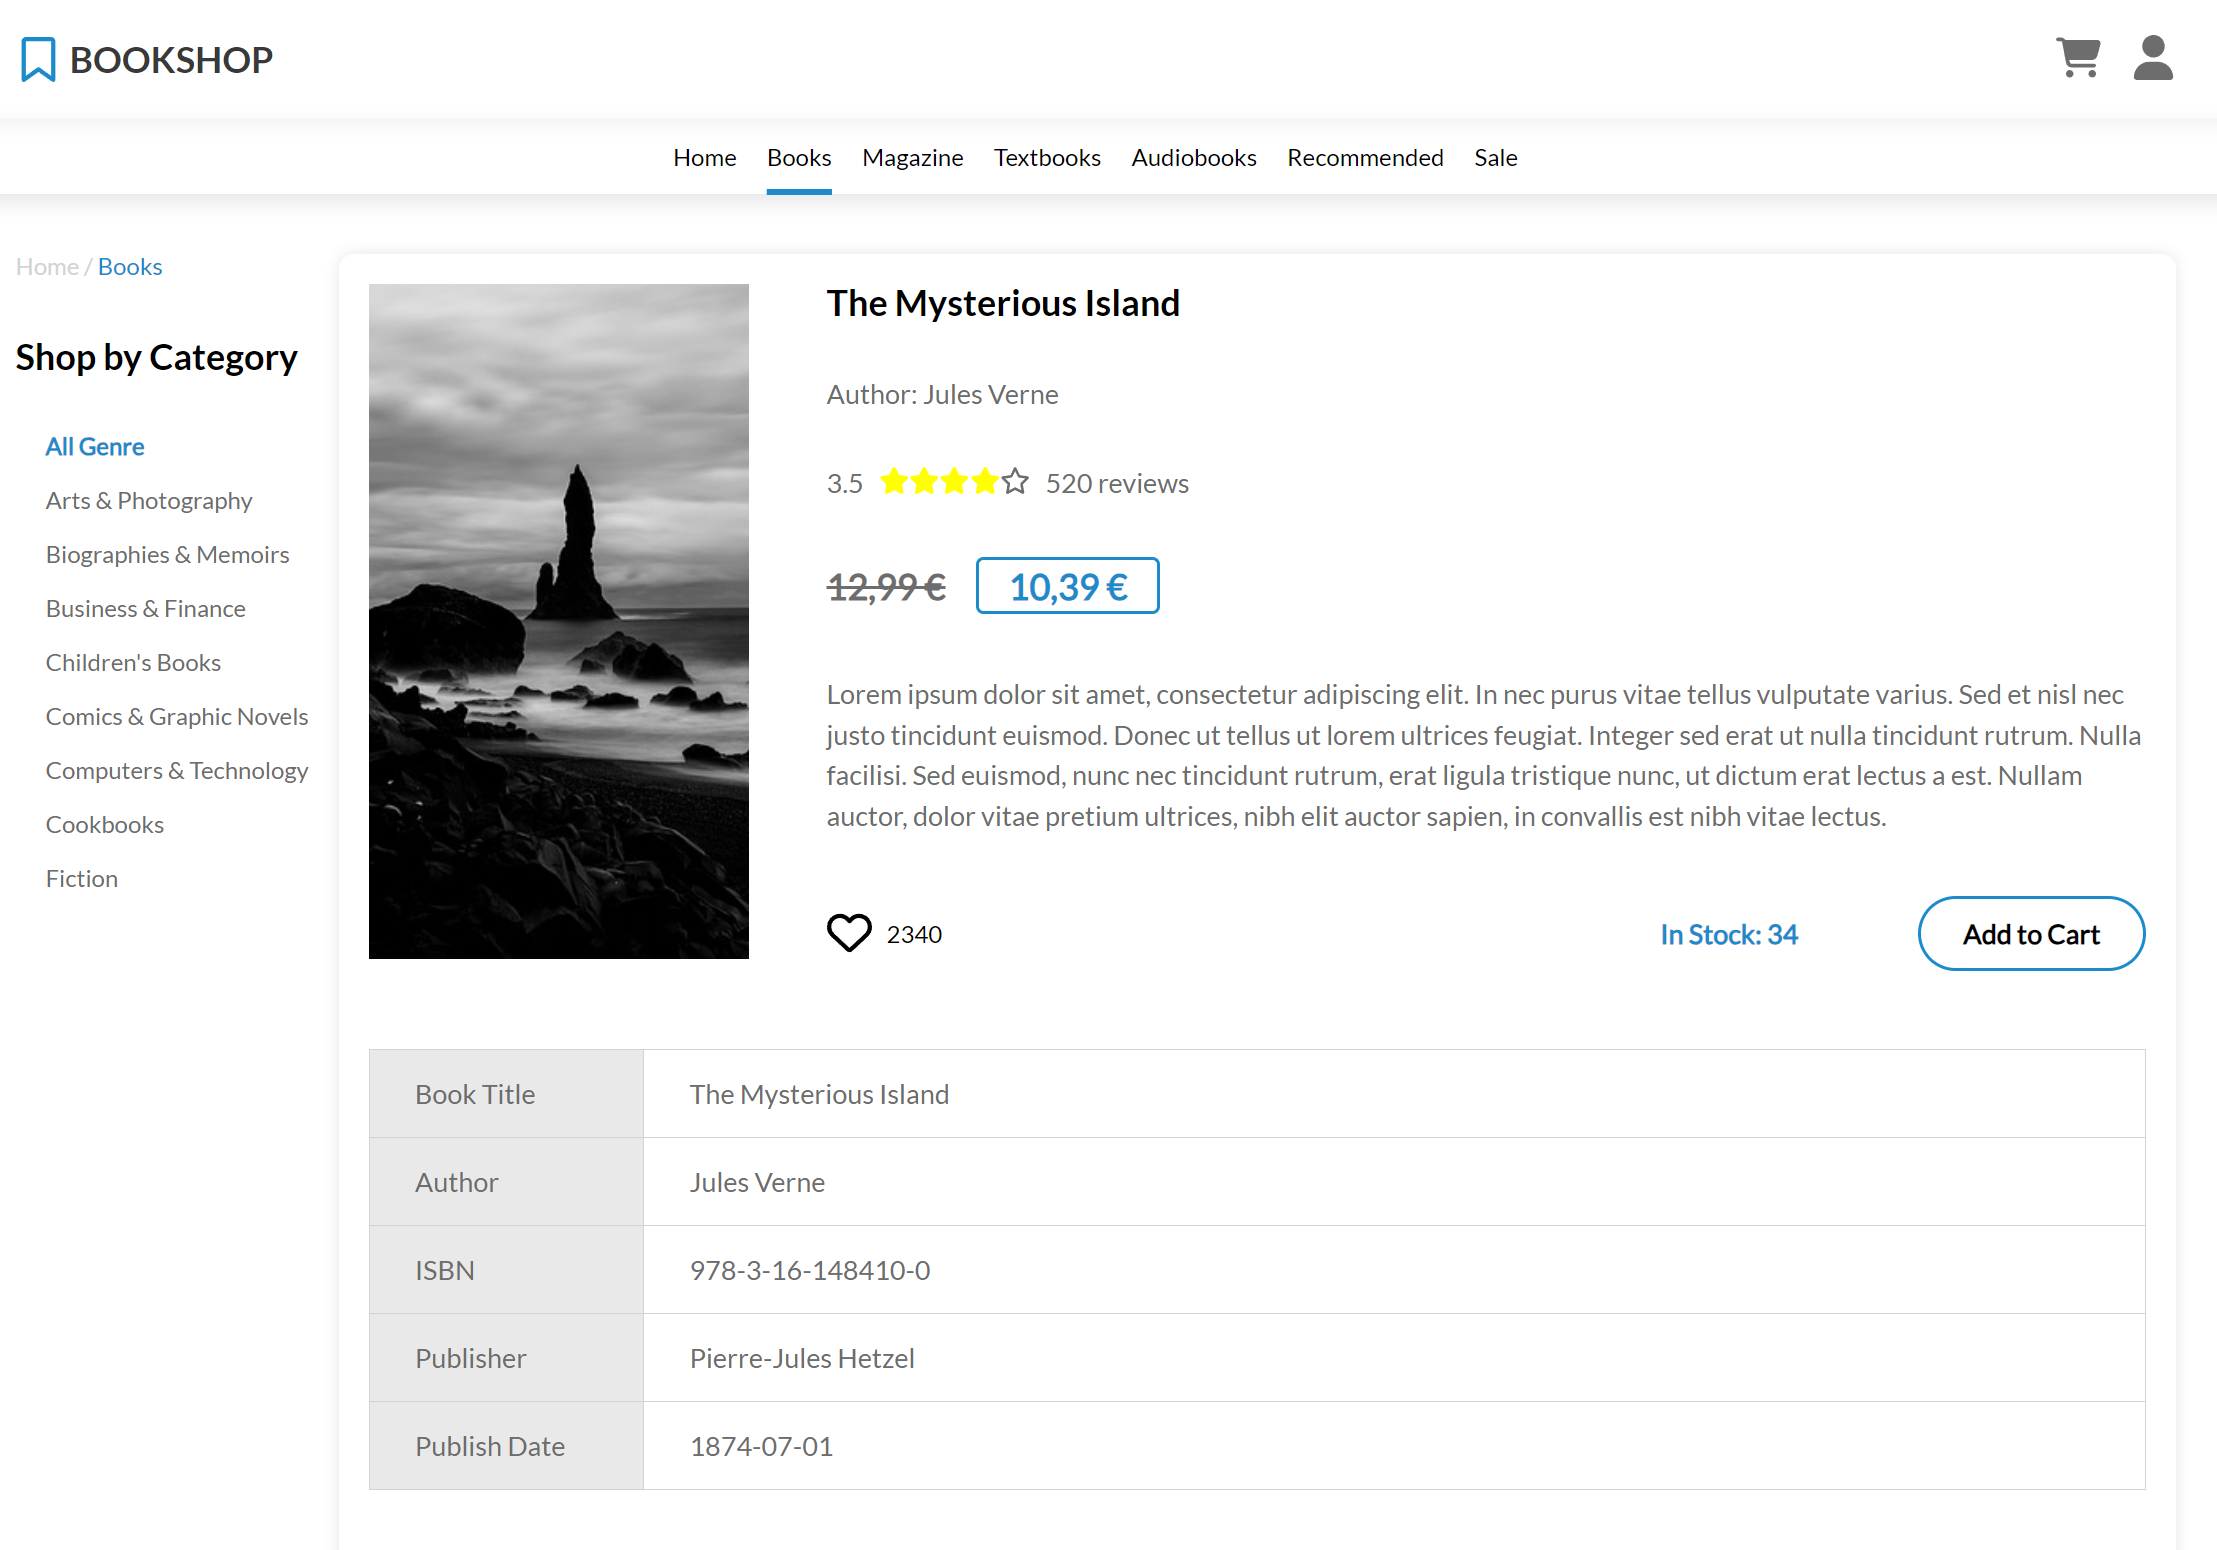 BOOKSHOP
Home Books Magazine Textbooks Audiobooks Recommended Sale
Home / Books
Shop by Category
All Genre
Arts & Photography
Biographies & Memoirs
Business & Finance
Children's Books
Comics & Graphic Novels
Computers & Technology
Cookbooks
Fiction
The Mysterious Island
Author: Jules Verne
3.5 520 reviews
12,99 € 10,39 €
Lorem ipsum dolor sit amet, consectetur adipiscing elit. In nec purus vitae tellus vulputate varius. Sed et nisl nec
justo tincidunt euismod. Donec ut tellus ut lorem ultrices feugiat. Integer sed erat ut nulla tincidunt rutrum. Nulla
facilisi. Sed euismod, nunc nec tincidunt rutrum, erat ligula tristique nunc, ut dictum erat lectus a est. Nullam
auctor, dolor vitae pretium ultrices, nibh elit auctor sapien, in convallis est nibh vitae lectus.
2340 In Stock: 34 Add to Cart
Book Title The Mysterious Island
Author Jules Verne
ISBN 978-3-16-148410-0
Publisher Pierre-Jules Hetzel
Publish Date 1874-07-01